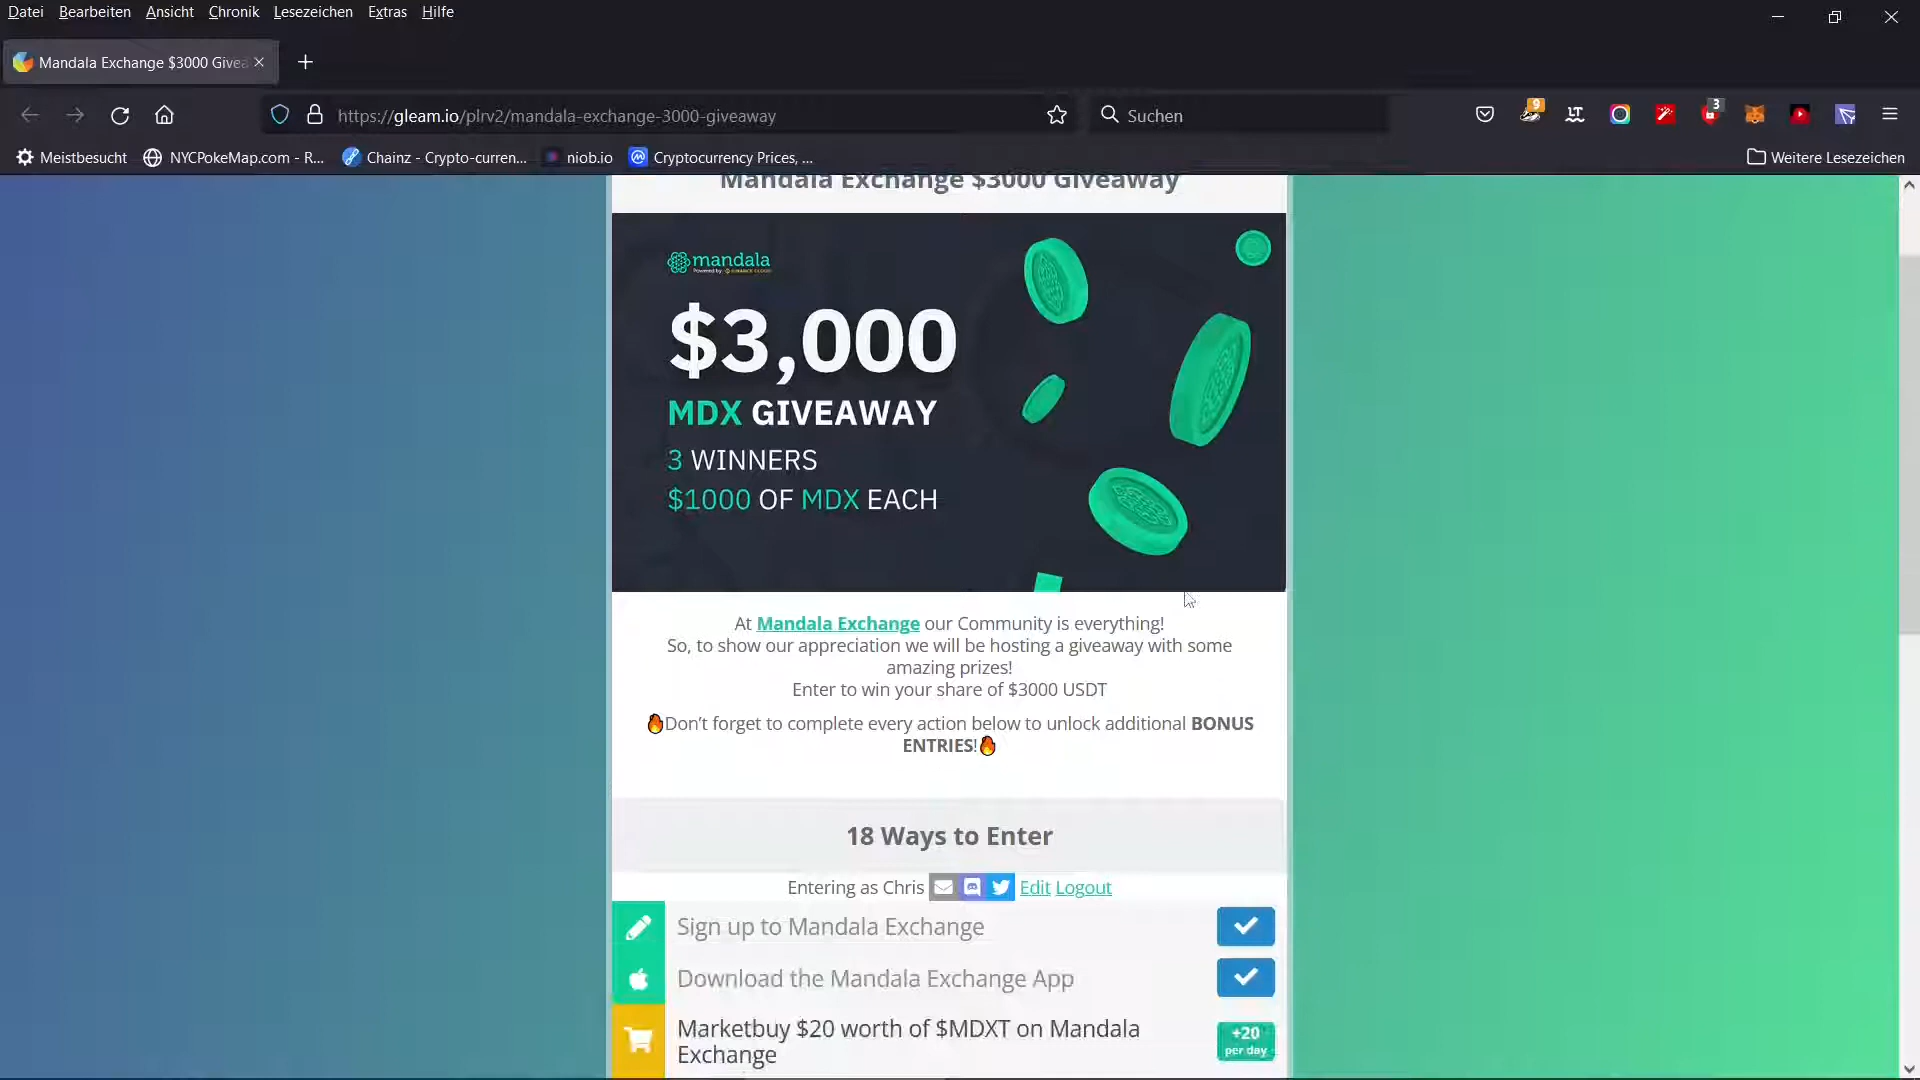 Datei Bearbeiten Ansicht Chronik Lesezeichen Extras Hilfe
Mandala Exchange $3000 Givea
https://gleam.io/plrv2/mandala-exchange-3000-giveaway
Suchen
9
3
Meistbesucht NYCPokeMap.com - R... Chainz - Crypto-curren... niob.io Cryptocurrency Prices, ... Weitere Lesezeichen
Mandala Exchange $3000 Giveaway
mandala
Powered by BINANCE CLOUD
$3,000
MDX GIVEAWAY
3 WINNERS
$1000 OF MDX EACH
At Mandala Exchange our Community is everything!
So, to show our appreciation we will be hosting a giveaway with some
amazing prizes!
Enter to win your share of $3000 USDT
🔥Don't forget to complete every action below to unlock additional BONUS
ENTRIES!🔥
18 Ways to Enter
Entering as Chris Edit Logout
Sign up to Mandala Exchange
Download the Mandala Exchange App
Marketbuy $20 worth of $MDXT on Mandala
Exchange
+20
per day